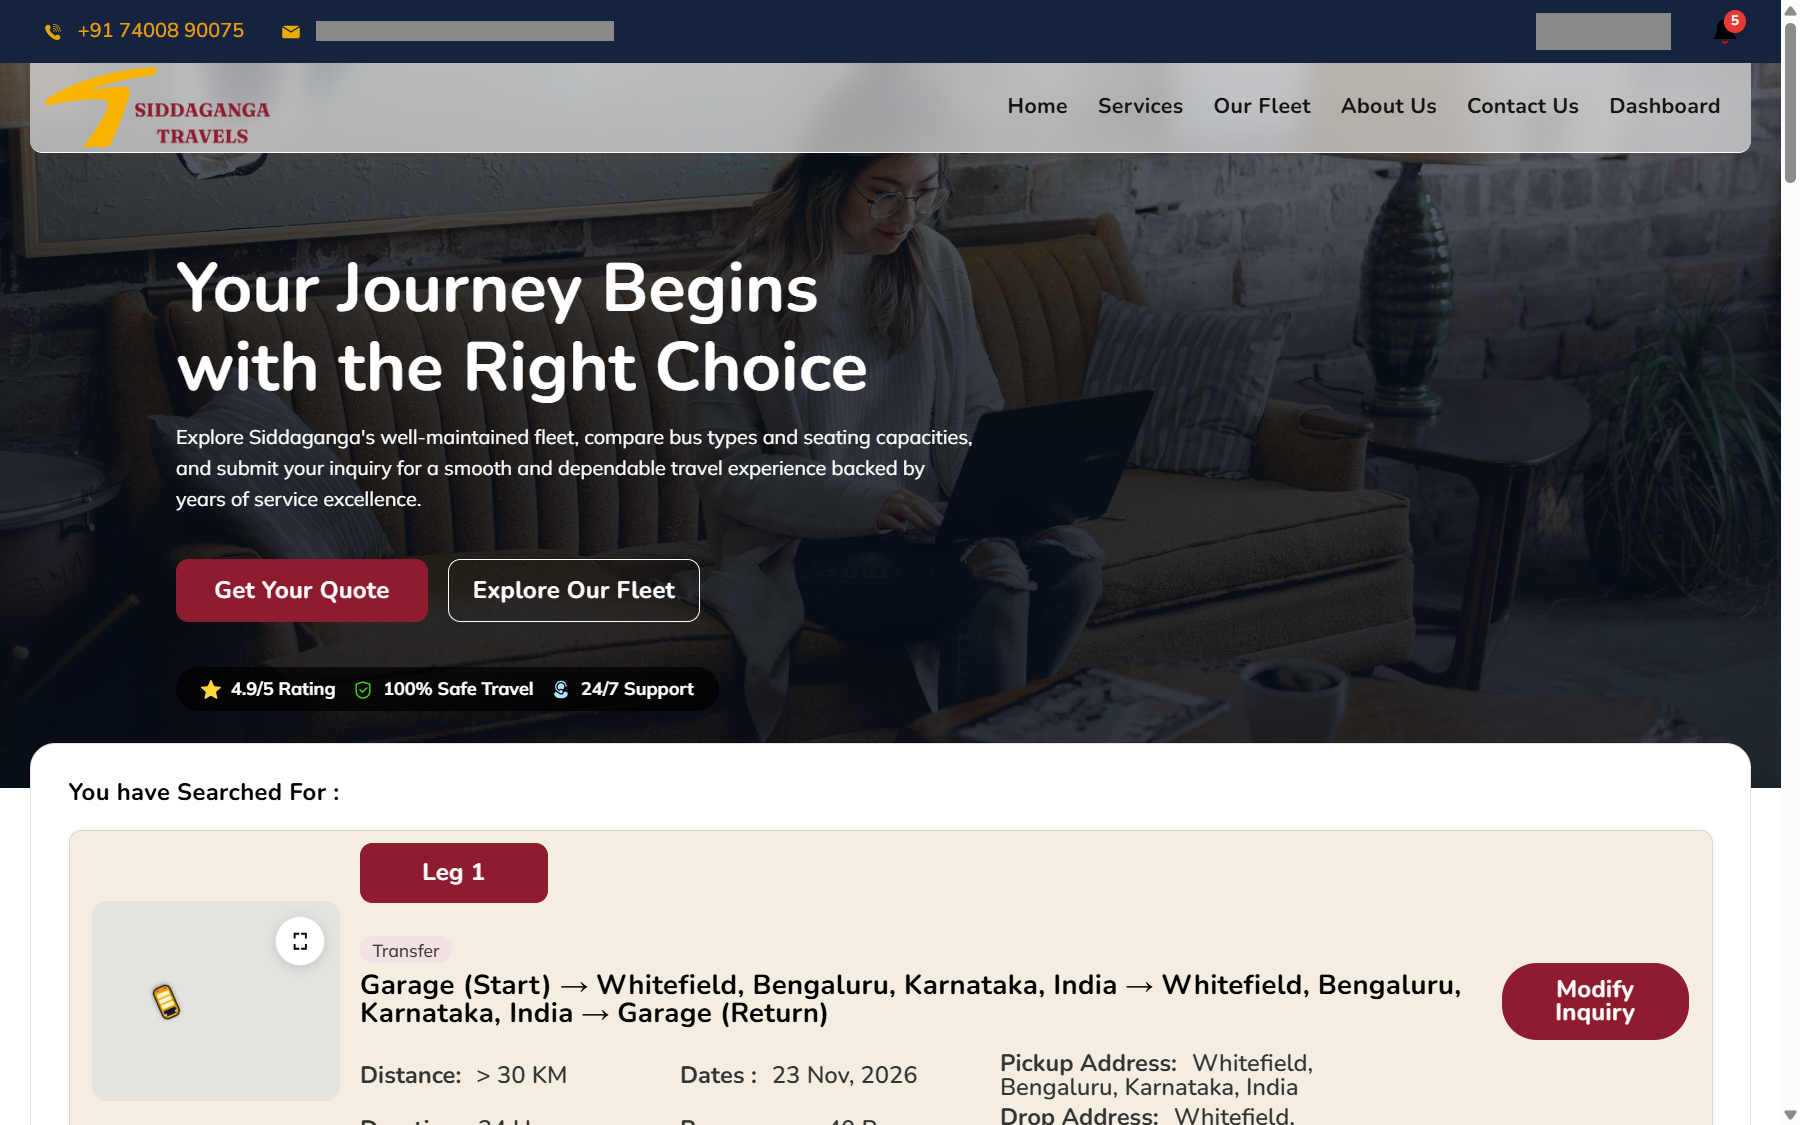 +91 74008 90075
5
SIDDAGANGA
TRAVELS
Home Services Our Fleet About Us Contact Us Dashboard
Your Journey Begins
with the Right Choice
Explore Siddaganga's well-maintained fleet, compare bus types and seating capacities,
and submit your inquiry for a smooth and dependable travel experience backed by
years of service excellence.
Get Your Quote Explore Our Fleet
4.9/5 Rating 100% Safe Travel 24/7 Support
You have Searched For :
Leg 1
Transfer
Garage (Start) → Whitefield, Bengaluru, Karnataka, India → Whitefield, Bengaluru,
Karnataka, India → Garage (Return)
Modify
Inquiry
Distance: > 30 KM
Dates : 23 Nov, 2026
Pickup Address: Whitefield,
Bengaluru, Karnataka, India
Drop Address: Whitefield,